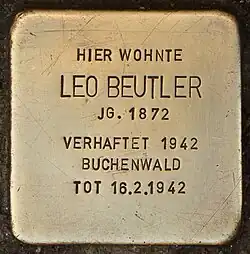 HIER WOHNTE
LEO BEUTLER
JG. 1872
VERHAFTET 1942
BUCHENWALD
TOT 16.2.1942